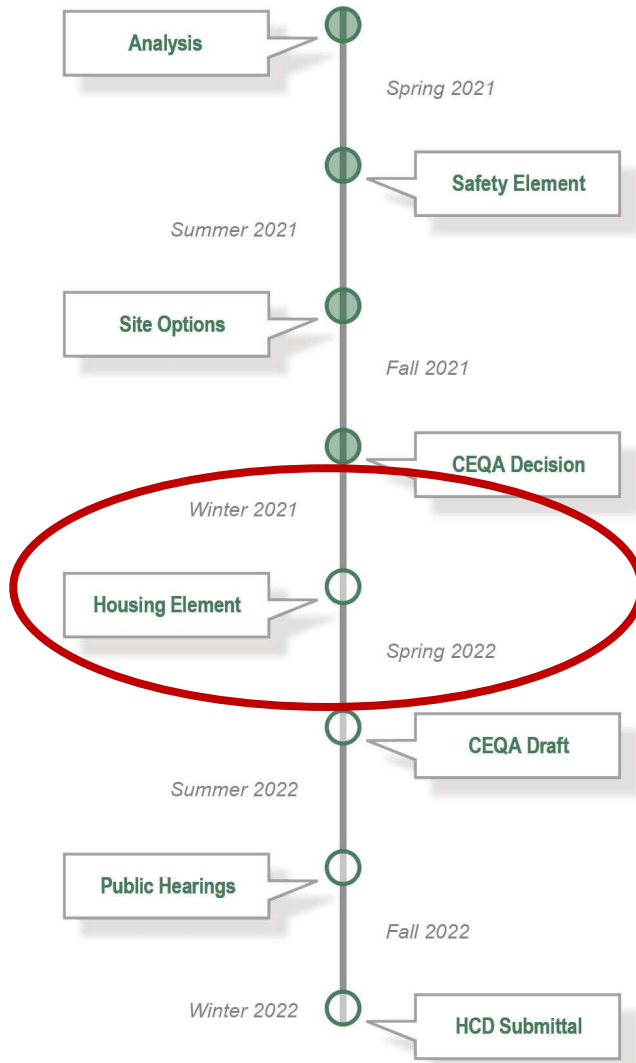 Analysis
Spring 2021
Safety Element
Summer 2021
Site Options
Fall 2021
CEQA Decision
Winter 2021
Housing Element
Spring 2022
CEQA Draft
Summer 2022
Public Hearings
Fall 2022
Winter 2022
HCD Submittal